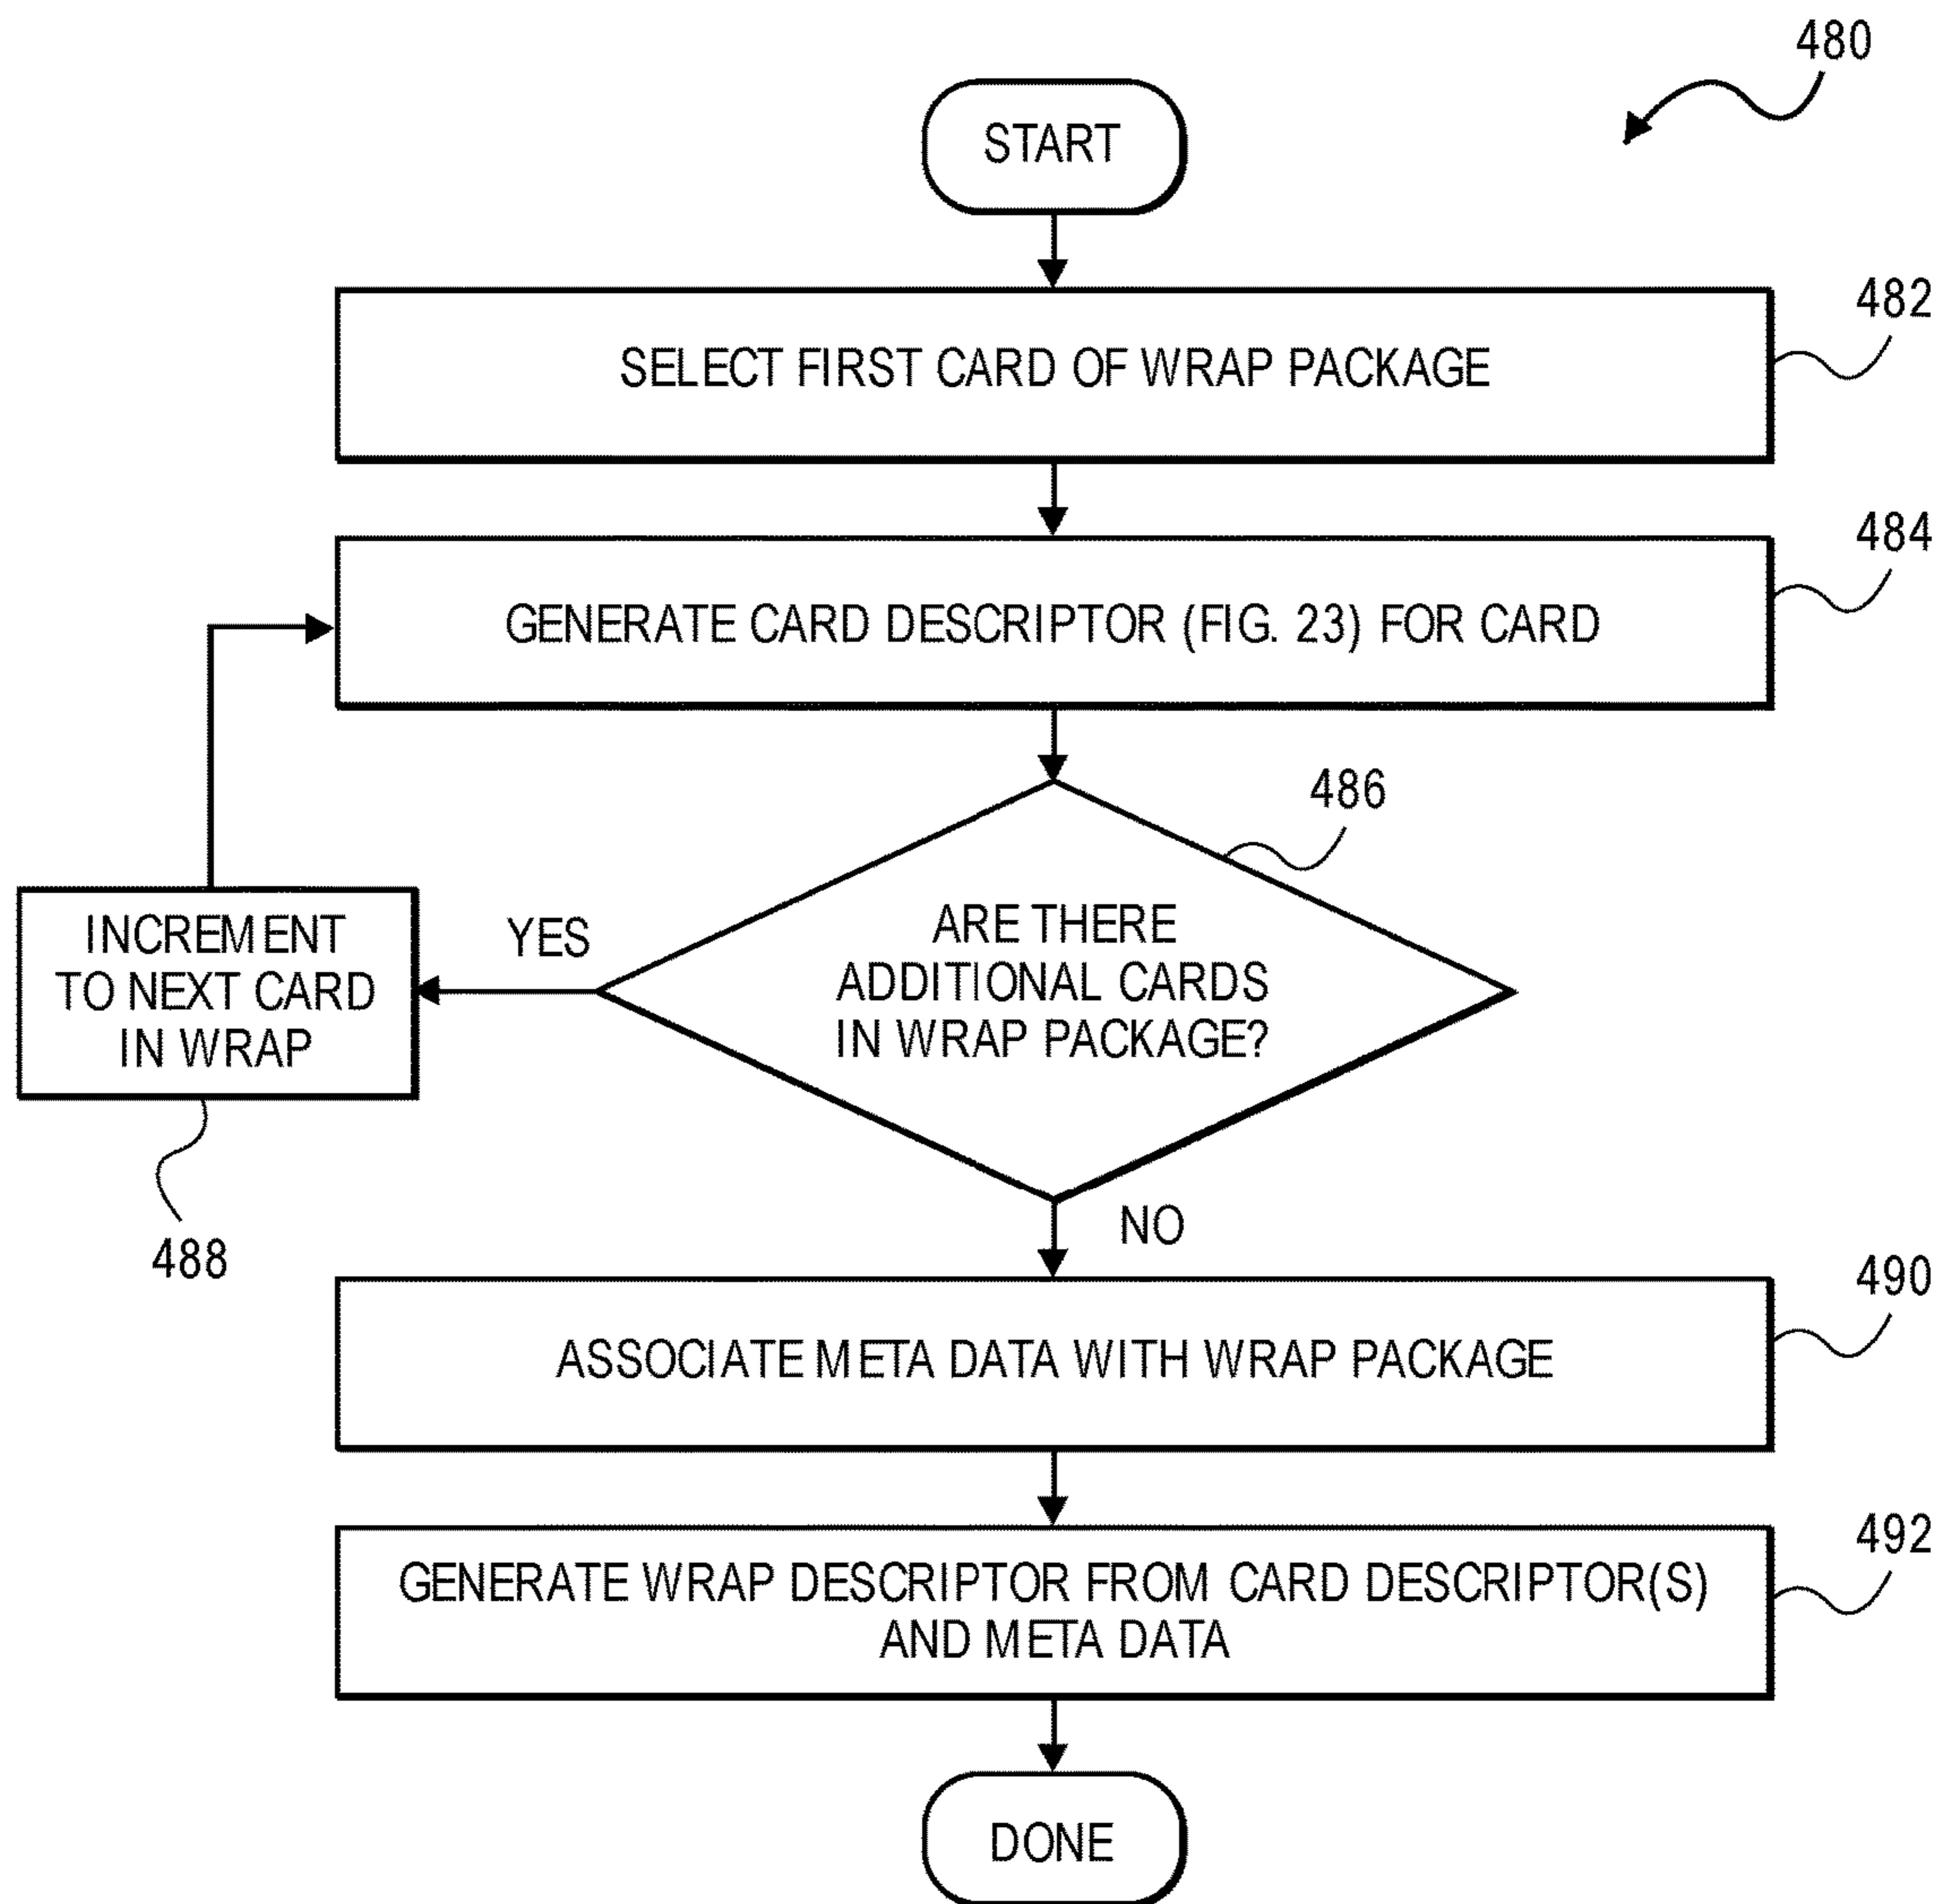 480
START
482
SELECT FIRST CARD OF WRAP PACKAGE
484
GENERATE CARD DESCRIPTOR (FIG. 23) FOR CARD
486
ARE THERE
ADDITIONAL CARDS
IN WRAP PACKAGE?
YES
INCREMENT
TO NEXT CARD
IN WRAP
488
NO
490
ASSOCIATE META DATA WITH WRAP PACKAGE
492
GENERATE WRAP DESCRIPTOR FROM CARD DESCRIPTOR(S)
AND META DATA
DONE